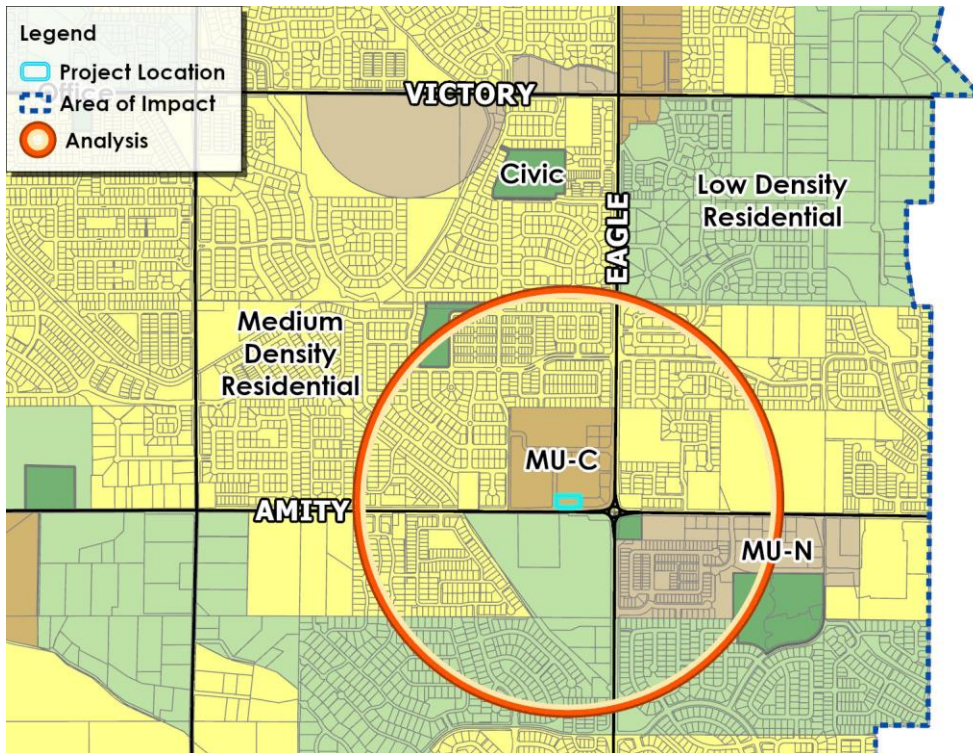 Legend
Project Location
Area of Impact
Office
Analysis
VICTORY
Civic
Low Density
Residential
EAGLE
Medium
Density
Residential
MU-C
AMITY
MU-N